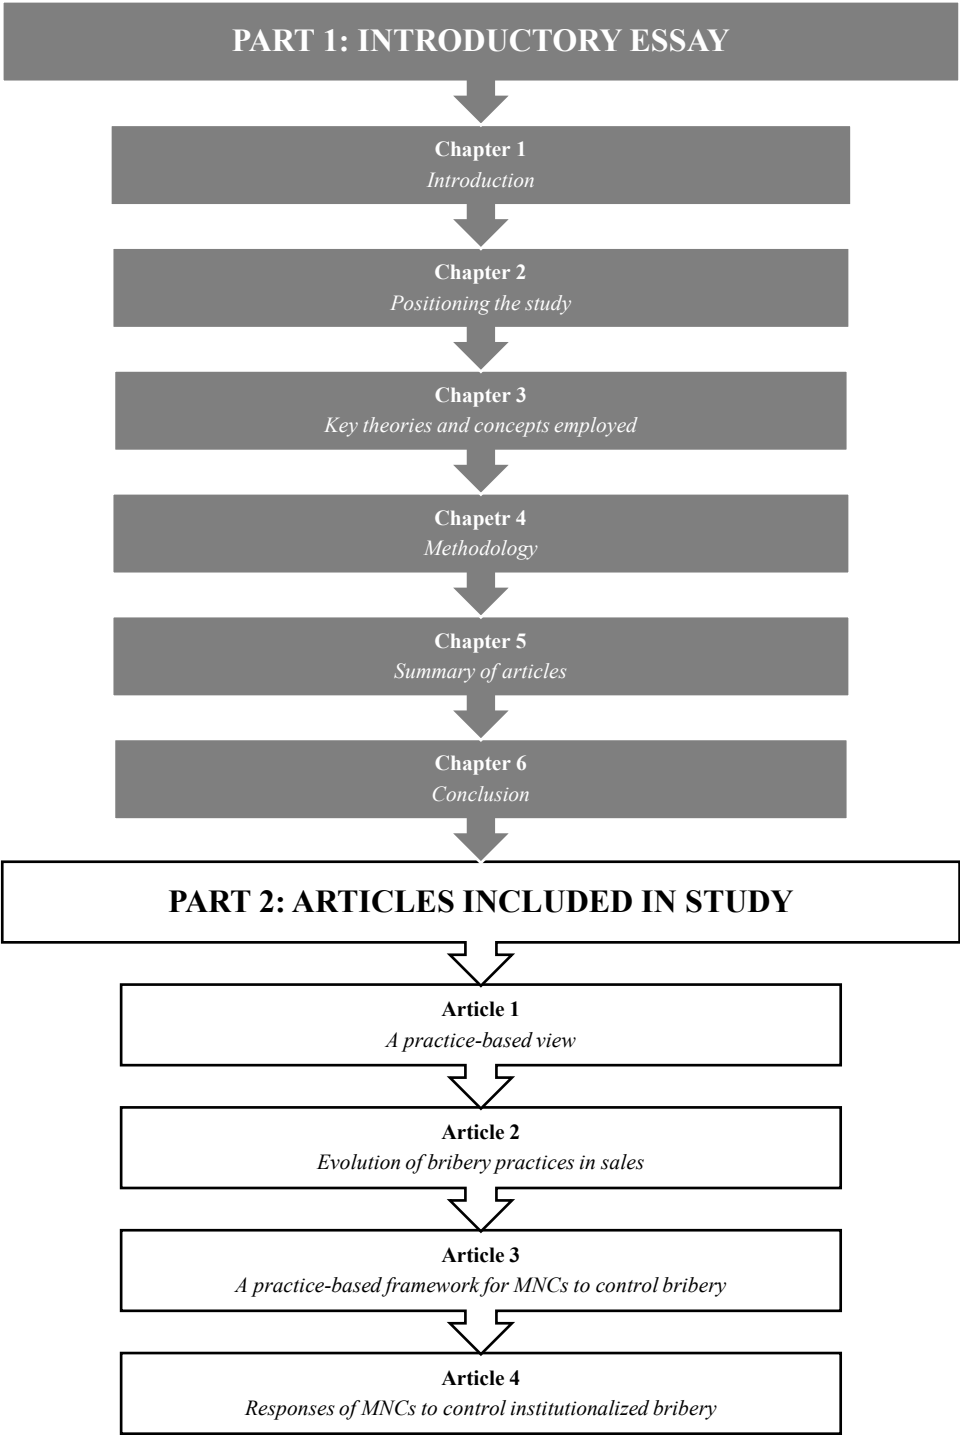 PART 1: INTRODUCTORY ESSAY
Chapter 1
Introduction
Chapter 2
Positioning the study
Chapter 3
Key theories and concepts employed
Chapetr 4
Methodology
Chapter 5
Summary of articles
Chapter 6
Conclusion
PART 2: ARTICLES INCLUDED IN STUDY
Article 1
A practice-based view
Article 2
Evolution of bribery practices in sales
Article 3
A practice-based framework for MNCs to control bribery
Article 4
Responses of MNCs to control institutionalized bribery